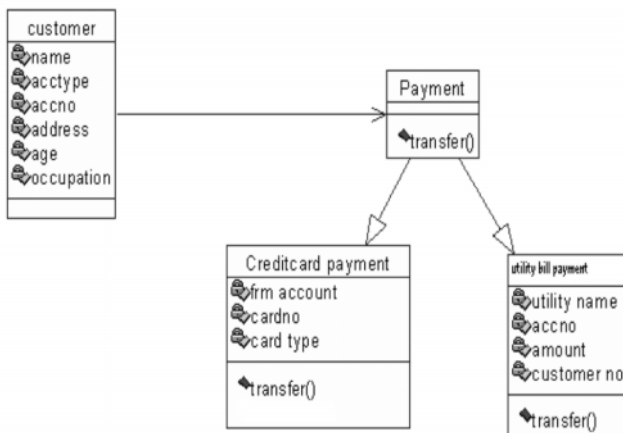 customer
name
acctype
accno
address
age
occupation
Payment
transfer()
Creditcard payment
frm account
cardno
card type
transfer()
utility bill payment
utility name
accno
amount
customer no
transfer()